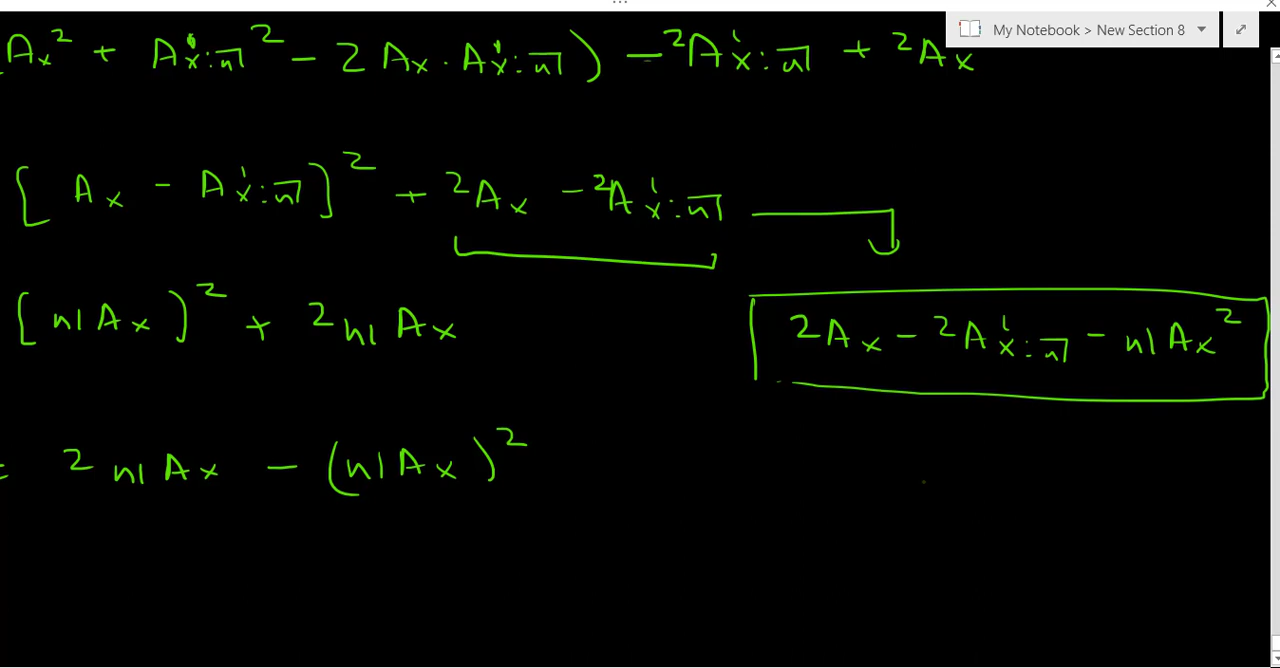 My Notebook > New Section 8
Ax² + A¹x:n̅|² − 2 Ax · A¹x:n̅|) − ²A¹x:n̅| + ²Ax
[Ax − A¹x:n̅|]² + ²Ax − ²A¹x:n̅|
[n|Ax)² + ²n|Ax
²Ax − ²A¹x:n̅| − n|Ax²
= ²n|Ax − (n|Ax)²